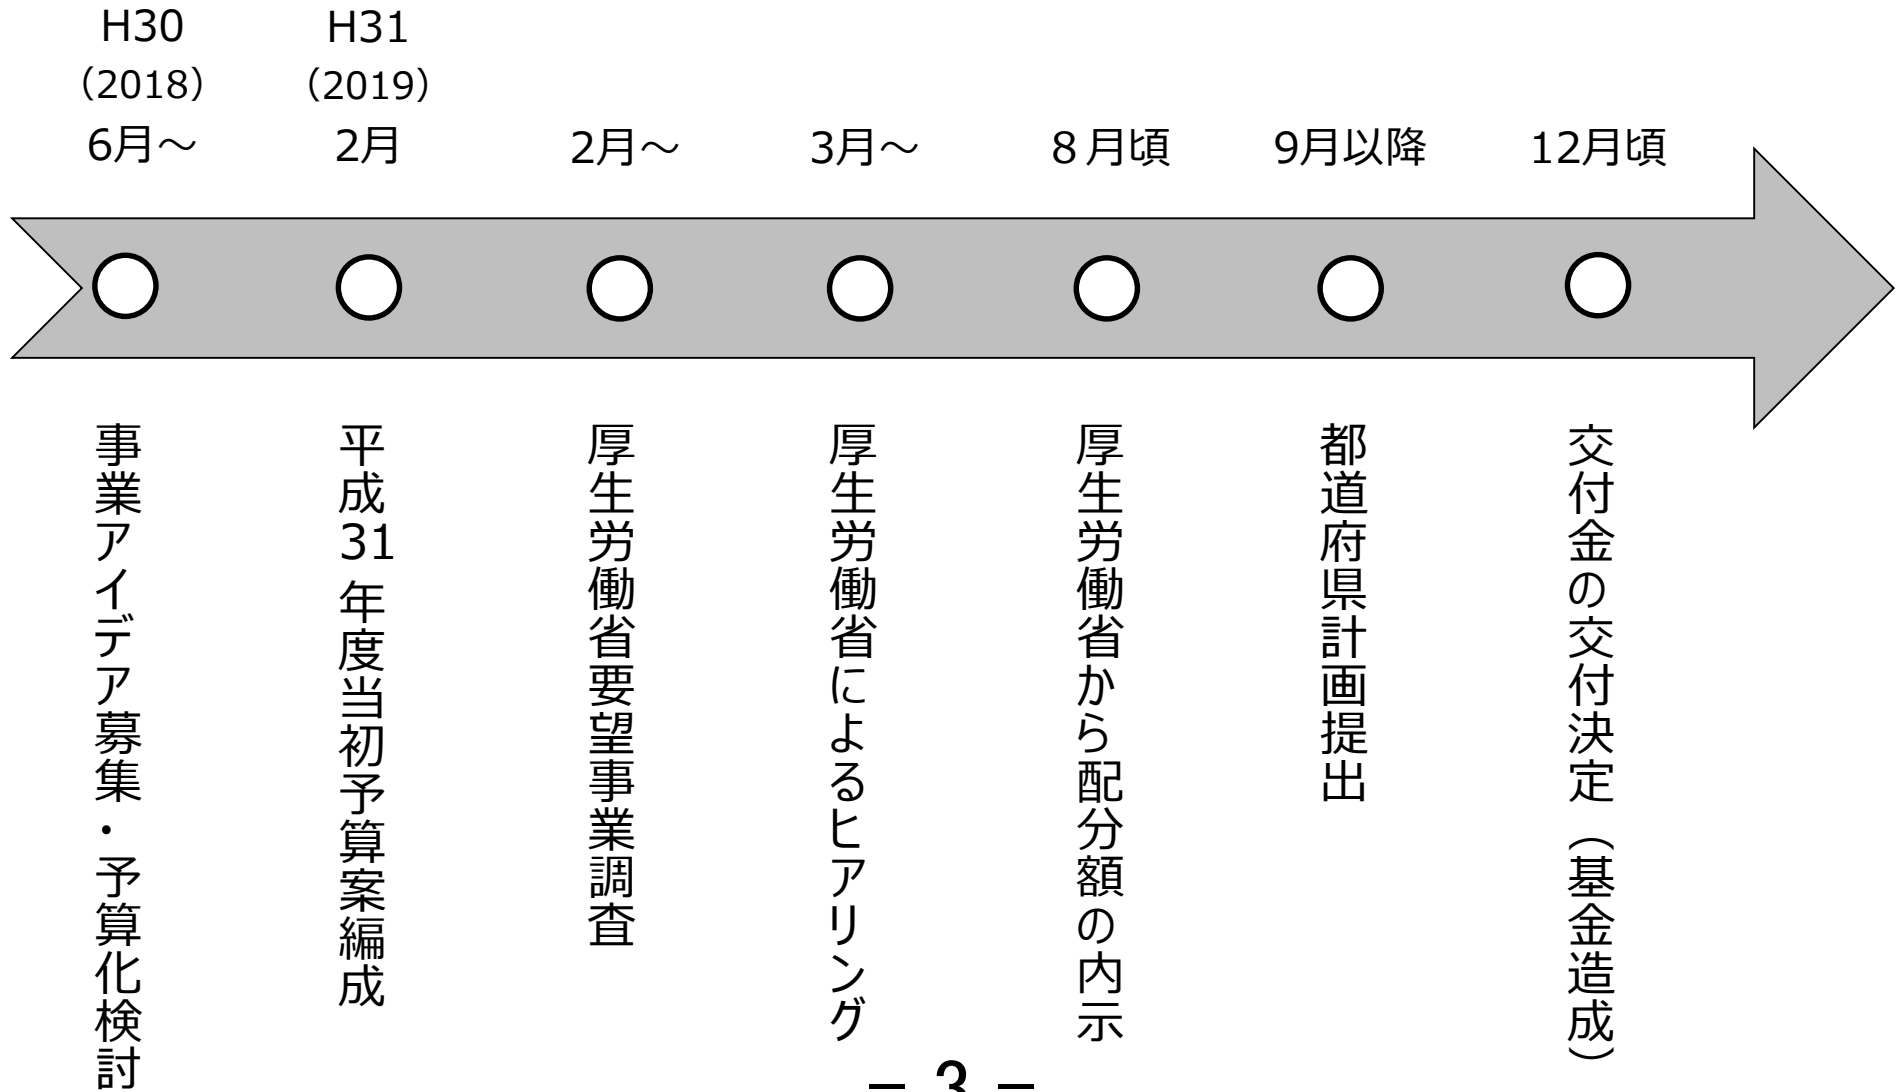 H30
（2018）
6月～
H31
（2019）
2月
2月～
3月～
８月頃
9月以降
12月頃
事業アイデア募集・予算化検討
平成31年度当初予算案編成
厚生労働省要望事業調査
厚生労働省によるヒアリング
厚生労働省から配分額の内示
都道府県計画提出
交付金の交付決定（基金造成）
- 3 -